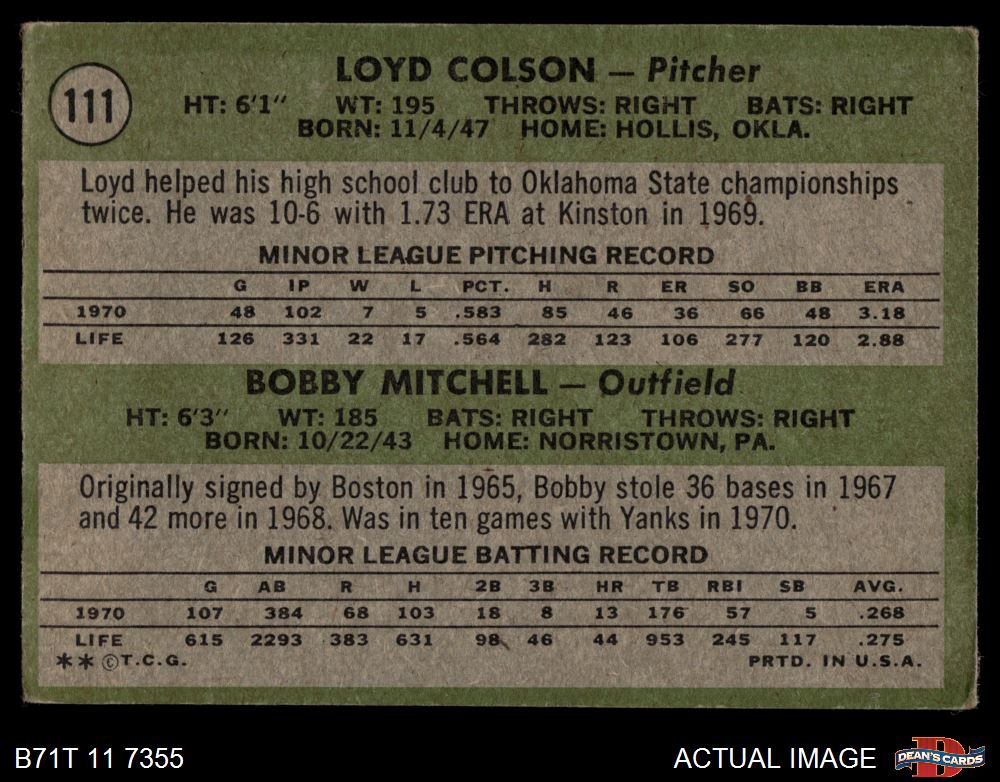 111
LOYD COLSON — Pitcher
HT: 6'1" WT: 195 THROWS: RIGHT BATS: RIGHT
BORN: 11/4/47 HOME: HOLLIS, OKLA.
Loyd helped his high school club to Oklahoma State championships
twice. He was 10-6 with 1.73 ERA at Kinston in 1969.
MINOR LEAGUE PITCHING RECORD
G IP W L PCT. H R ER SO BB ERA
1970 48 102 7 5 .583 85 46 36 66 48 3.18
LIFE 126 331 22 17 .564 282 123 106 277 120 2.88
BOBBY MITCHELL — Outfield
HT: 6'3" WT: 185 BATS: RIGHT THROWS: RIGHT
BORN: 10/22/43 HOME: NORRISTOWN, PA.
Originally signed by Boston in 1965, Bobby stole 36 bases in 1967
and 42 more in 1968. Was in ten games with Yanks in 1970.
MINOR LEAGUE BATTING RECORD
G AB R H 2B 3B HR TB RBI SB AVG.
1970 107 384 68 103 18 8 13 176 57 5 .268
LIFE 615 2293 383 631 98 46 44 953 245 117 .275
** ©T.C.G. PRTD. IN U.S.A.
B71T 11 7355 ACTUAL IMAGE D DEAN'S CARDS